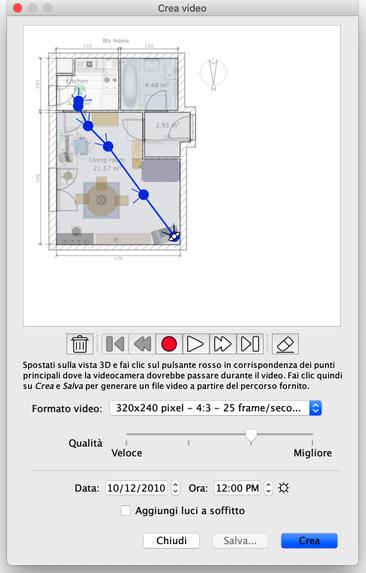 Crea video
My home
210
220
Kitchen
4.46 m²
N
2.93 m²
Living room
21.57 m²
474
Spostati sulla vista 3D e fai clic sul pulsante rosso in corrispondenza dei punti
principali dove la videocamera dovrebbe passare durante il video. Fai clic quindi
su Crea e Salva per generare un file video a partire del percorso fornito.
Formato video: 320x240 pixel - 4:3 - 25 frame/seco...
Qualità
Veloce Migliore
Data: 10/12/2010 Ora: 12:00 PM
Aggiungi luci a soffitto
Chiudi Salva... Crea